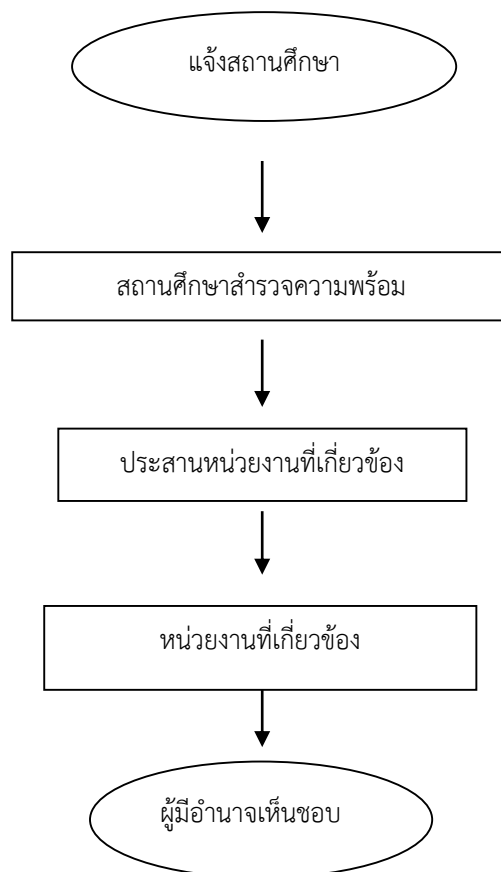 แจ้งสถานศึกษา
สถานศึกษาสำรวจความพร้อม
ประสานหน่วยงานที่เกี่ยวข้อง
หน่วยงานที่เกี่ยวข้อง
ผู้มีอำนาจเห็นชอบ